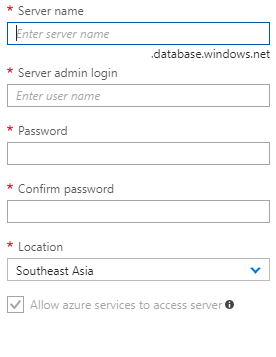 * Server name
Enter server name
.database.windows.net
* Server admin login
Enter user name
* Password
* Confirm password
* Location
Southeast Asia
Allow azure services to access server